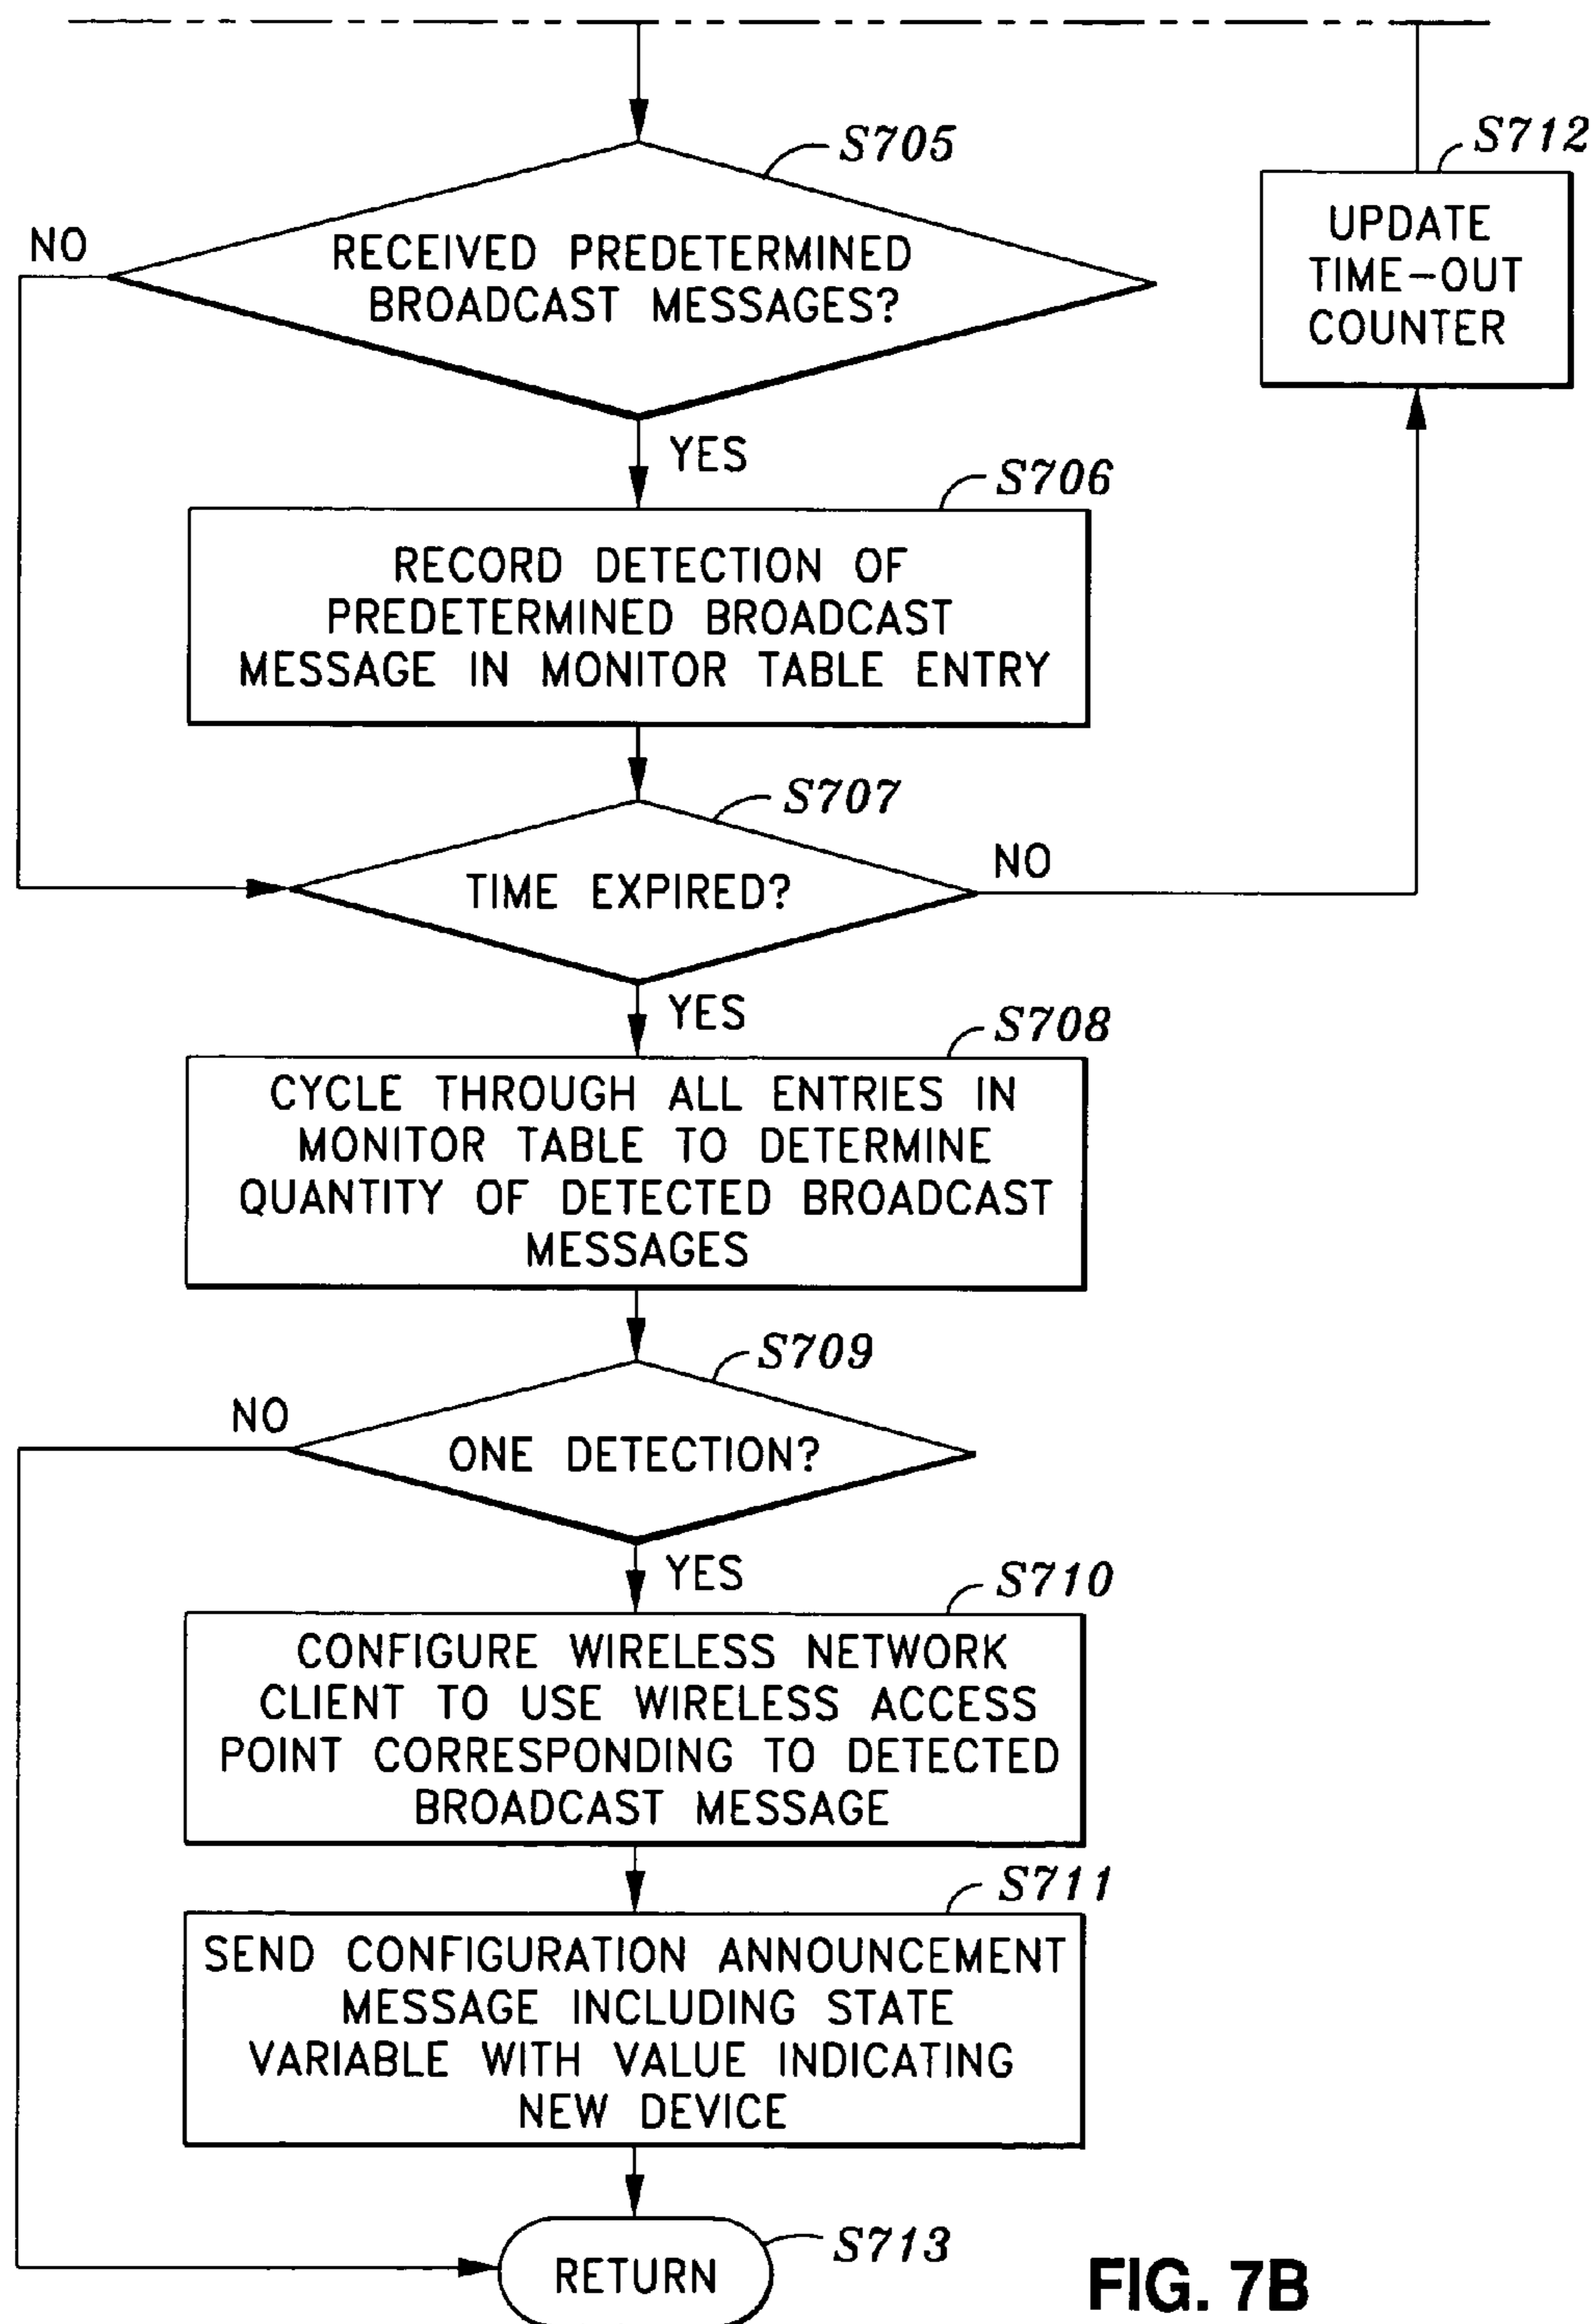 S705
S712
NO
RECEIVED PREDETERMINED
BROADCAST MESSAGES?
UPDATE
TIME-OUT
COUNTER
YES
S706
RECORD DETECTION OF
PREDETERMINED BROADCAST
MESSAGE IN MONITOR TABLE ENTRY
S707
TIME EXPIRED?
NO
YES
S708
CYCLE THROUGH ALL ENTRIES IN
MONITOR TABLE TO DETERMINE
QUANTITY OF DETECTED BROADCAST
MESSAGES
S709
NO
ONE DETECTION?
YES
S710
CONFIGURE WIRELESS NETWORK
CLIENT TO USE WIRELESS ACCESS
POINT CORRESPONDING TO DETECTED
BROADCAST MESSAGE
S711
SEND CONFIGURATION ANNOUNCEMENT
MESSAGE INCLUDING STATE
VARIABLE WITH VALUE INDICATING
NEW DEVICE
S713
RETURN
FIG. 7B